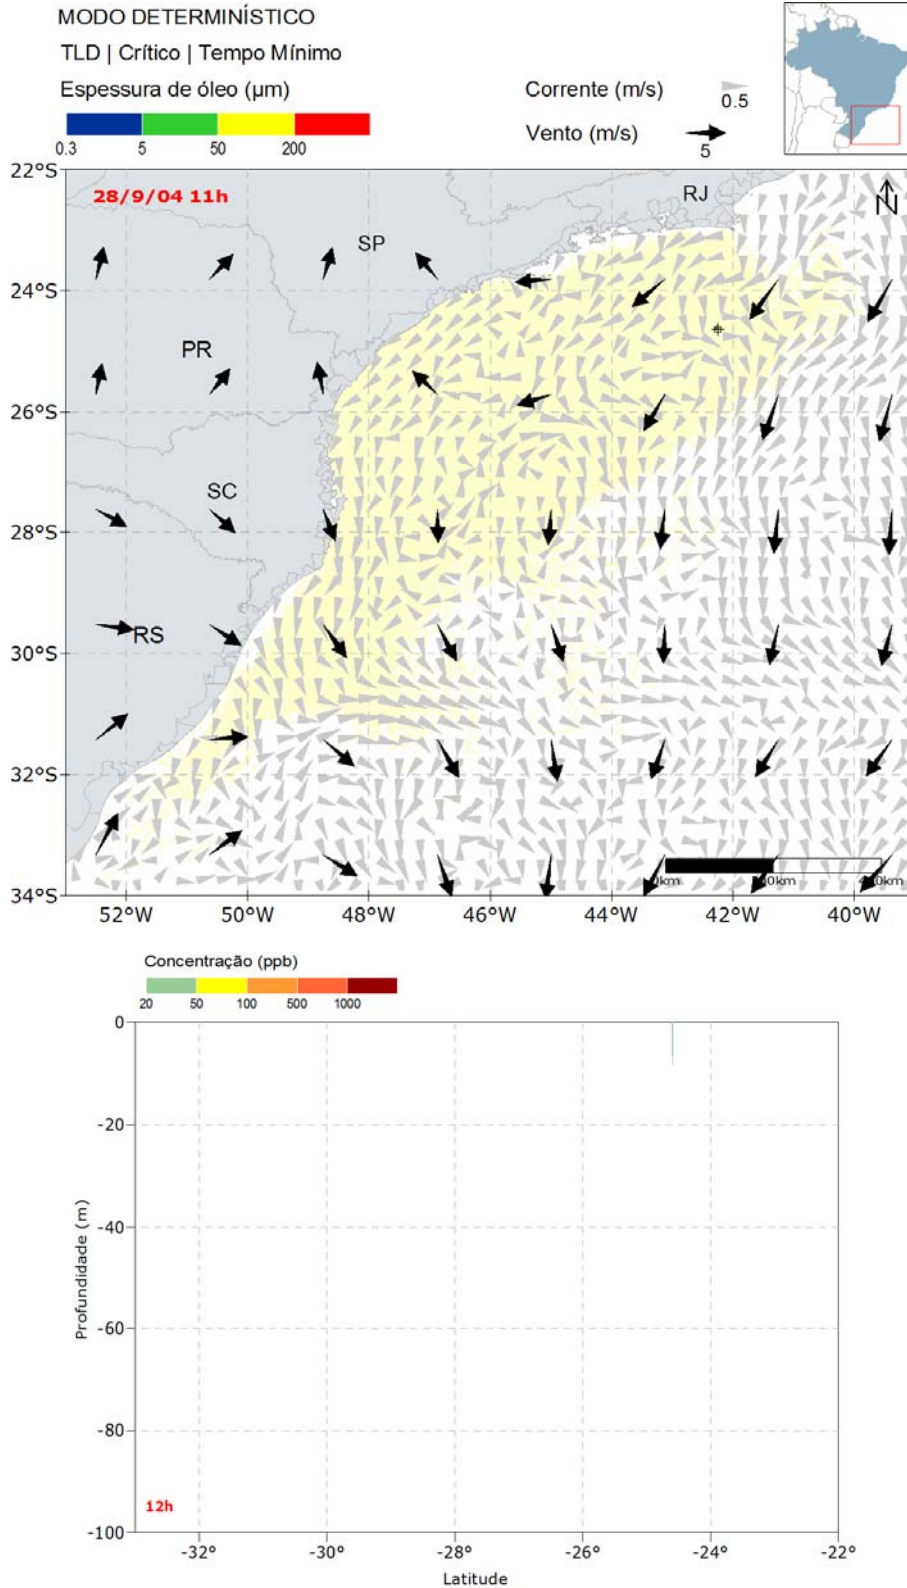 MODO DETERMINÍSTICO
TLD | Crítico | Tempo Mínimo
Espessura de óleo (µm)
0.3 5 50 200
Corrente (m/s) 0.5
Vento (m/s) 5
22°S
24°S
26°S
28°S
30°S
32°S
34°S
28/9/04 11h
RJ
N
SP
PR
SC
RS
52°W 50°W 48°W 46°W 44°W 42°W 40°W
Concentração (ppb)
20 50 100 500 1000
0
-20
-40
-60
-80
-100
Profundidade (m)
12h
-32° -30° -28° -26° -24° -22°
Latitude